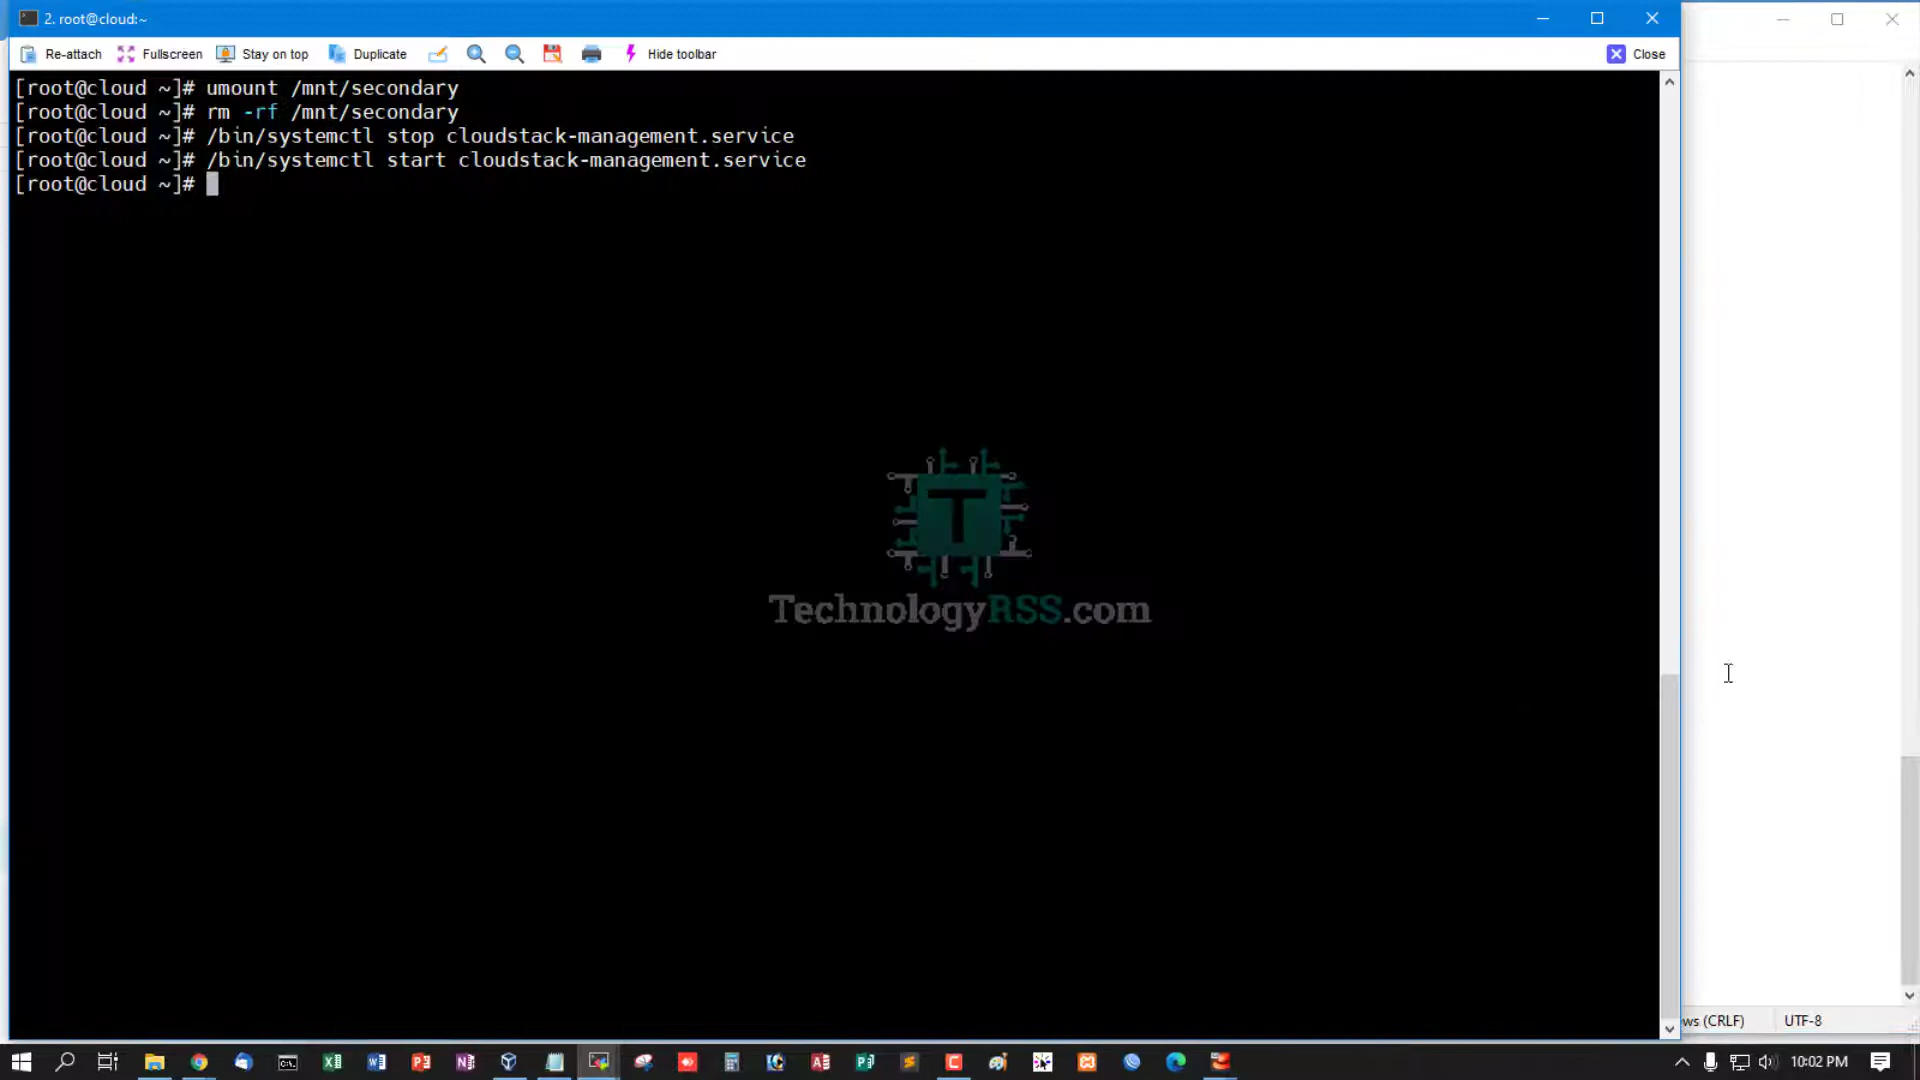 2. root@cloud:~
Re-attach Fullscreen Stay on top Duplicate Hide toolbar Close
[root@cloud ~]# umount /mnt/secondary
[root@cloud ~]# rm -rf /mnt/secondary
[root@cloud ~]# /bin/systemctl stop cloudstack-management.service
[root@cloud ~]# /bin/systemctl start cloudstack-management.service
[root@cloud ~]#
T
TechnologyRSS.com
ws (CRLF) UTF-8
10:02 PM